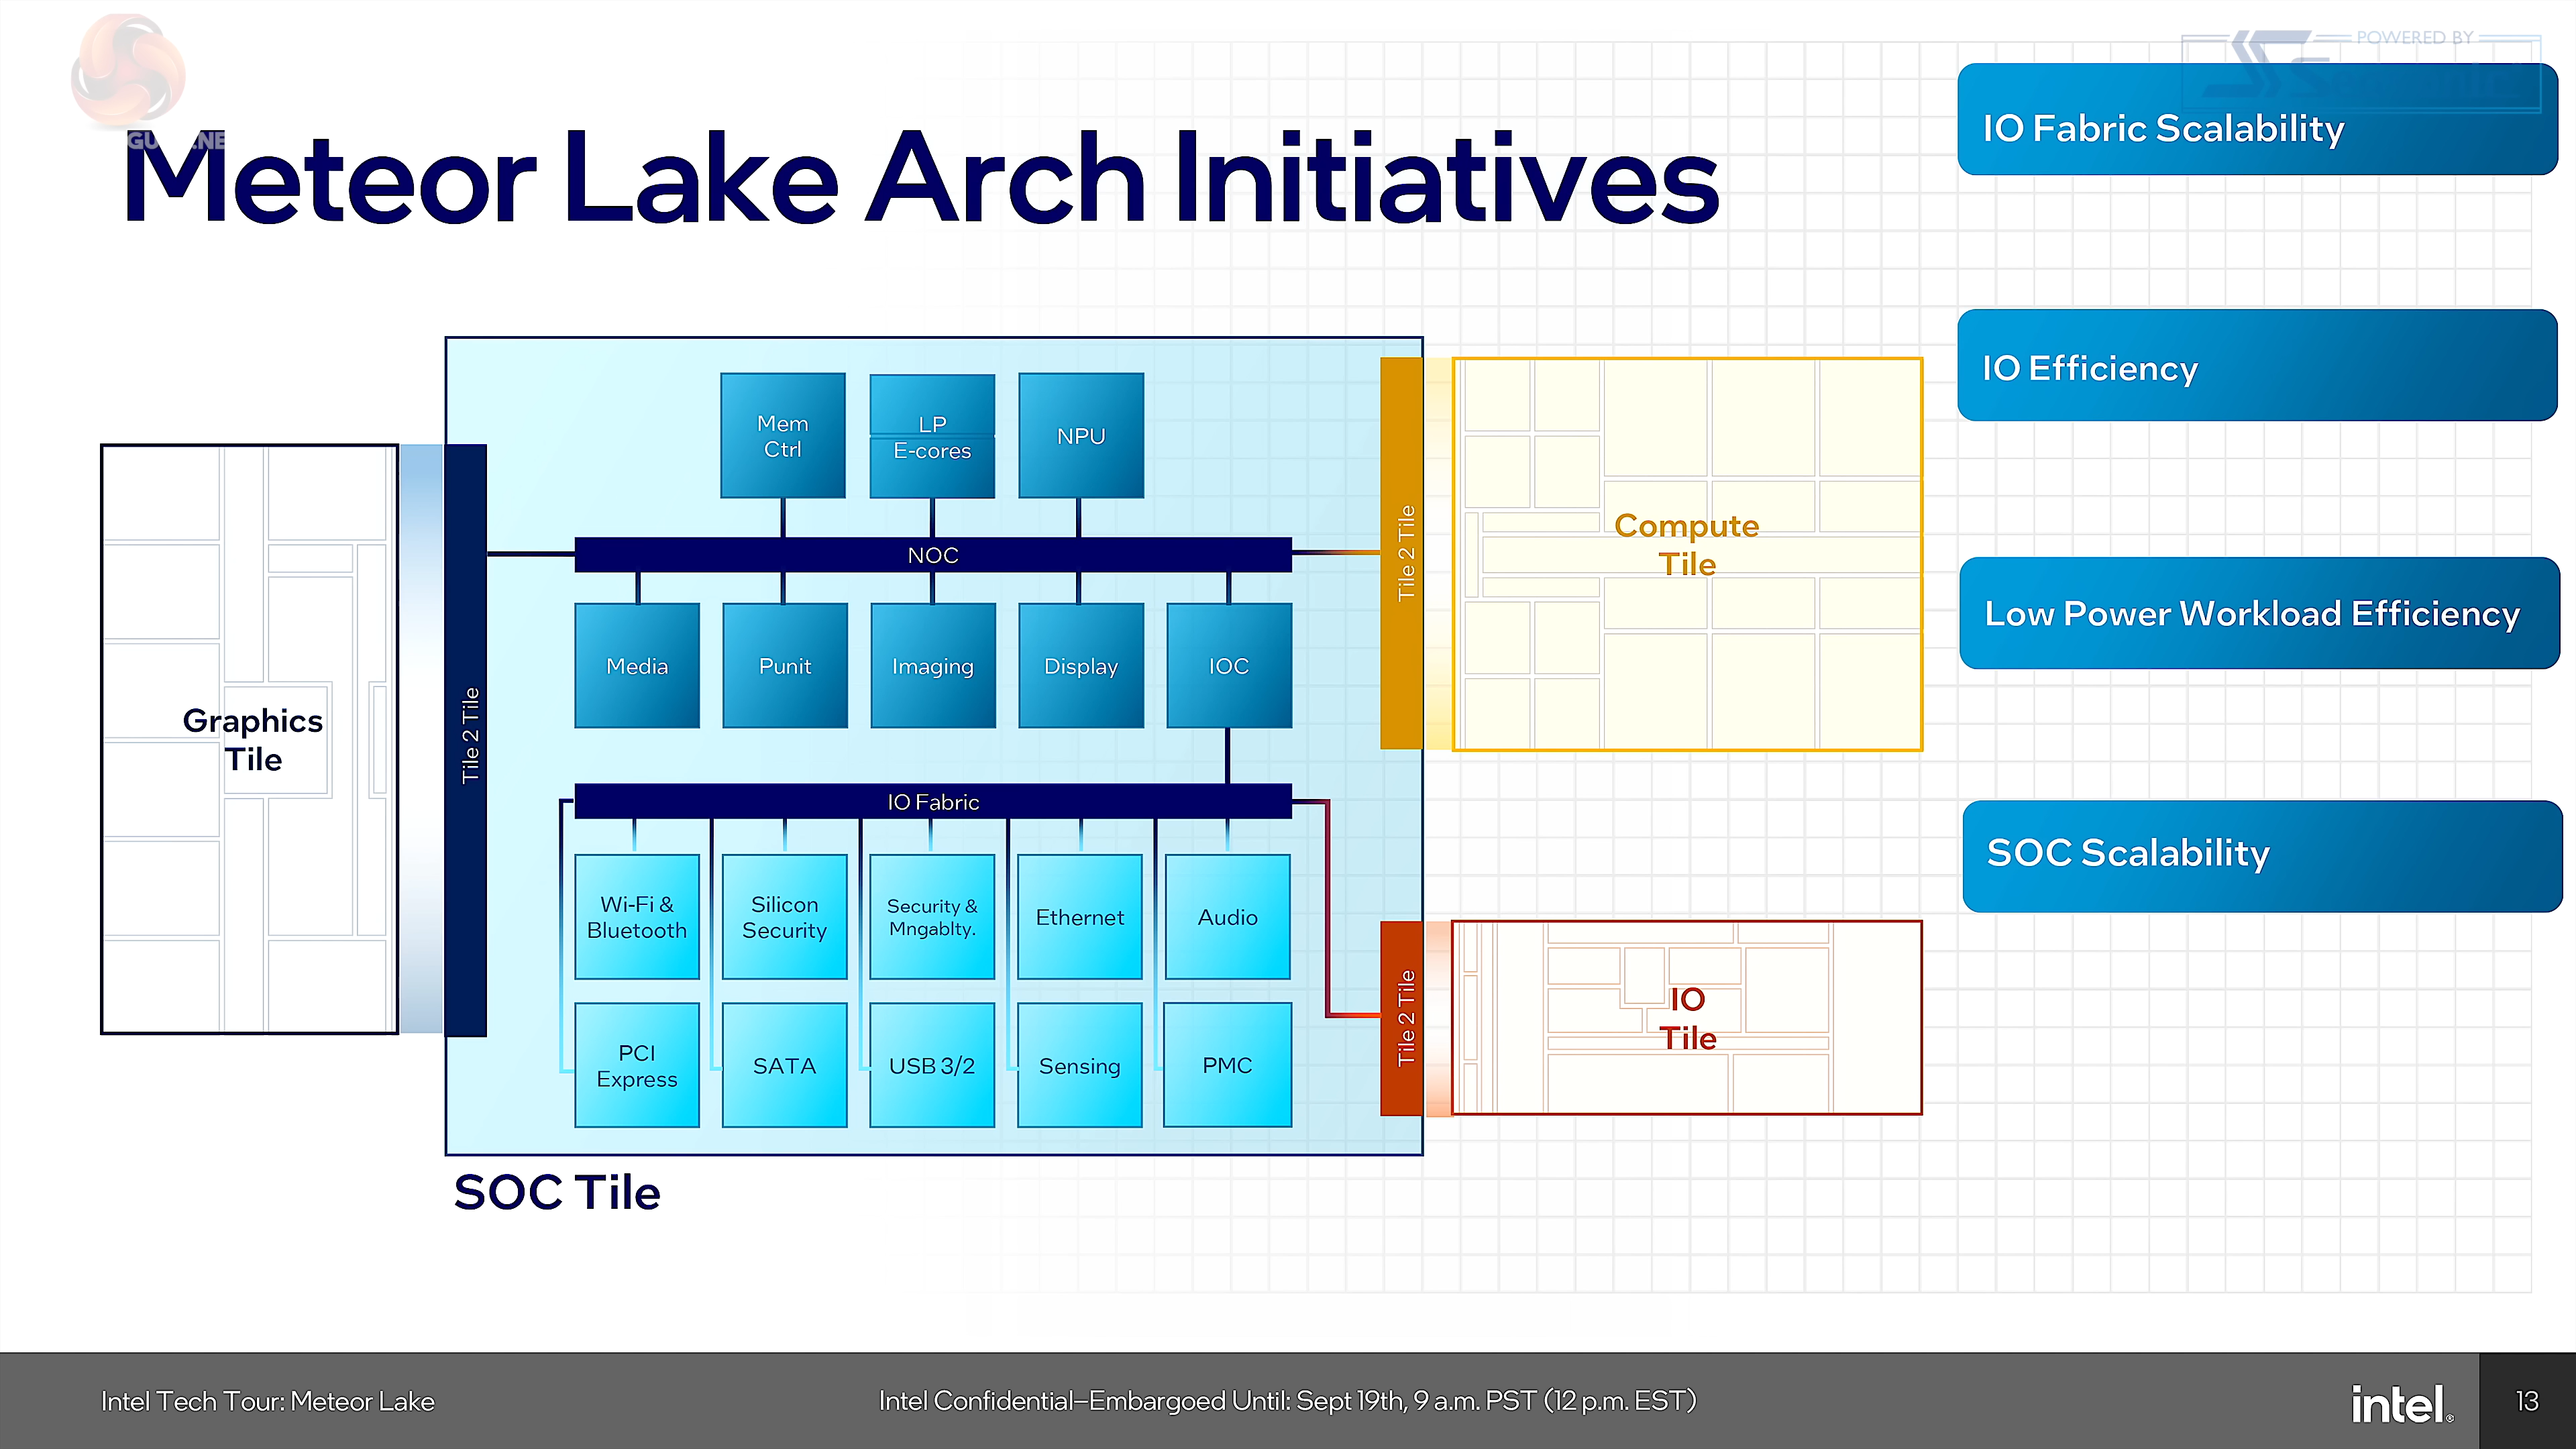 POWERED BY
Meteor Lake Arch Initiatives
IO Fabric Scalability
IO Efficiency
Low Power Workload Efficiency
SOC Scalability
Graphics
Tile
Tile 2 Tile
Mem
Ctrl
LP
E-cores
NPU
NOC
Media
Punit
Imaging
Display
IOC
IO Fabric
Wi-Fi &
Bluetooth
Silicon
Security
Security &
Mngablty.
Ethernet
Audio
PCI
Express
SATA
USB 3/2
Sensing
PMC
Tile 2 Tile
Compute
Tile
Tile 2 Tile
IO
Tile
SOC Tile
Intel Tech Tour: Meteor Lake
Intel Confidential–Embargoed Until: Sept 19th, 9 a.m. PST (12 p.m. EST)
intel®
13